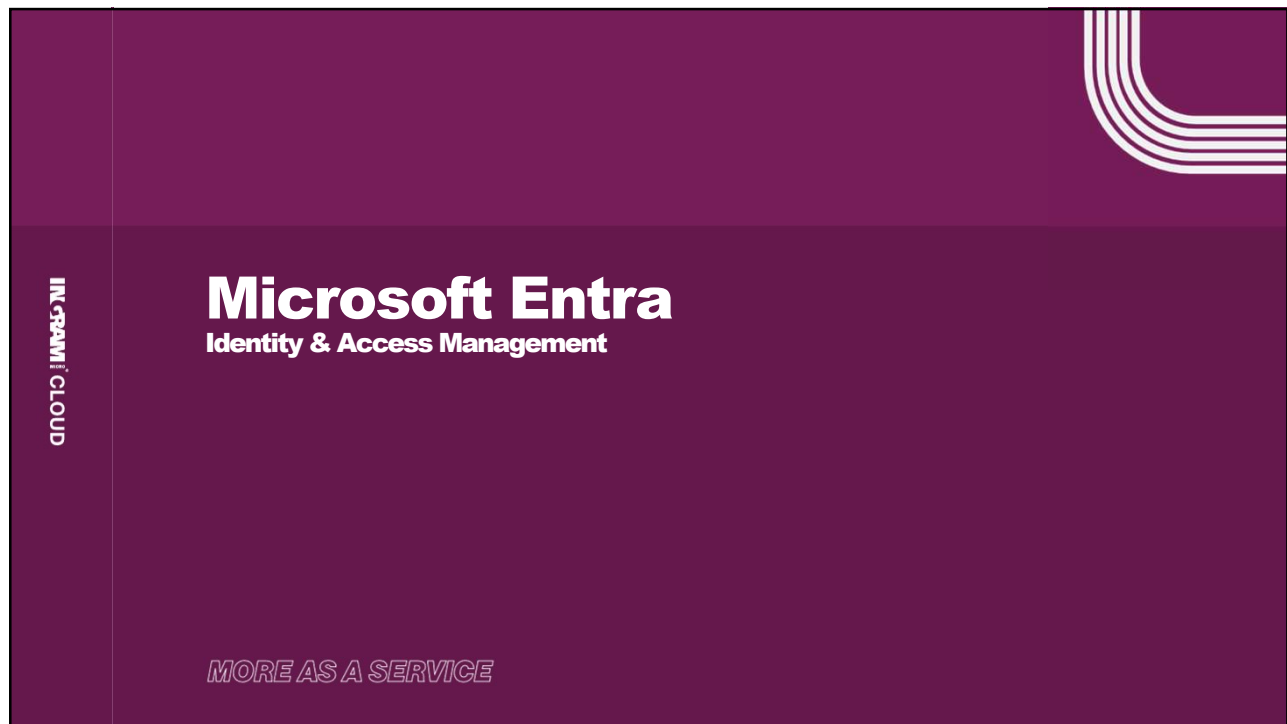 Microsoft Entra
Identity & Access Management
INGRAM MICRO CLOUD
MORE AS A SERVICE